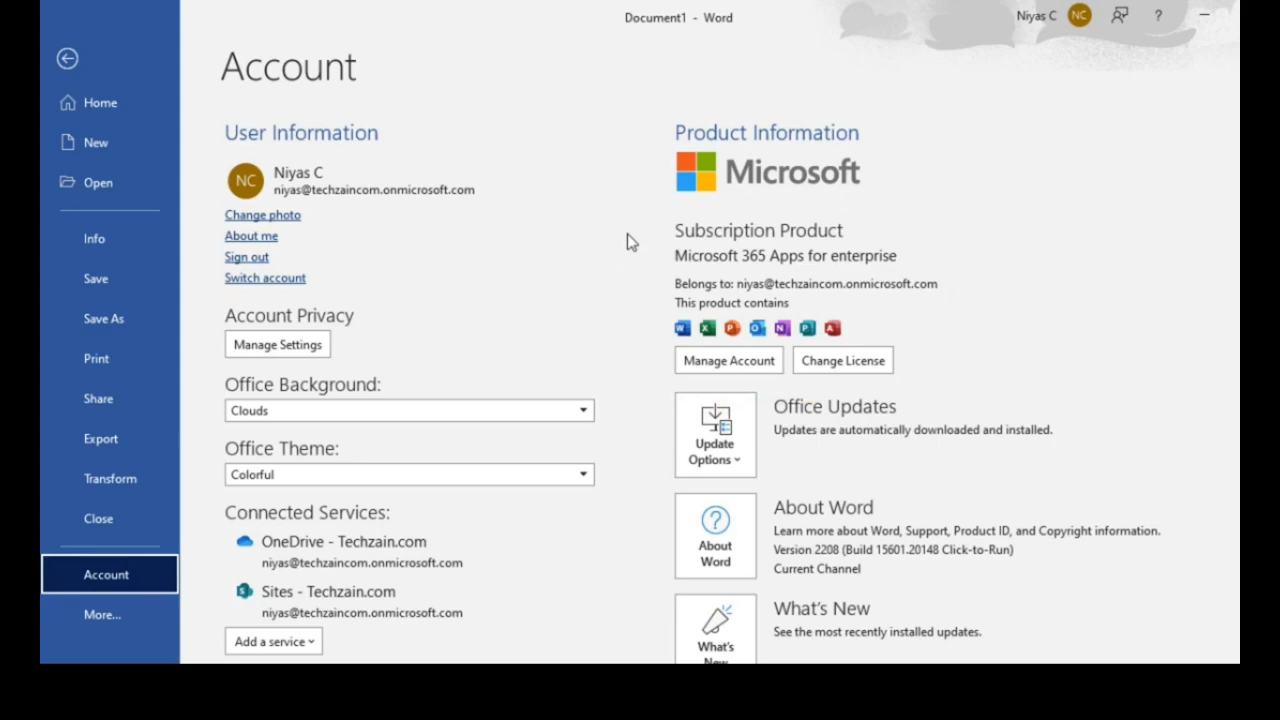 Document1 - Word
Niyas C
NC
?
Account
Home
New
Open
Info
Save
Save As
Print
Share
Export
Transform
Close
Account
More...
User Information
NC
Niyas C
niyas@techzaincom.onmicrosoft.com
Change photo
About me
Sign out
Switch account
Account Privacy
Manage Settings
Office Background:
Clouds
Office Theme:
Colorful
Connected Services:
OneDrive - Techzain.com
niyas@techzaincom.onmicrosoft.com
Sites - Techzain.com
niyas@techzaincom.onmicrosoft.com
Add a service
Product Information
Microsoft
Subscription Product
Microsoft 365 Apps for enterprise
Belongs to: niyas@techzaincom.onmicrosoft.com
This product contains
Manage Account
Change License
Update
Options
Office Updates
Updates are automatically downloaded and installed.
About
Word
About Word
Learn more about Word, Support, Product ID, and Copyright information.
Version 2208 (Build 15601.20148 Click-to-Run)
Current Channel
What's
New
What's New
See the most recently installed updates.